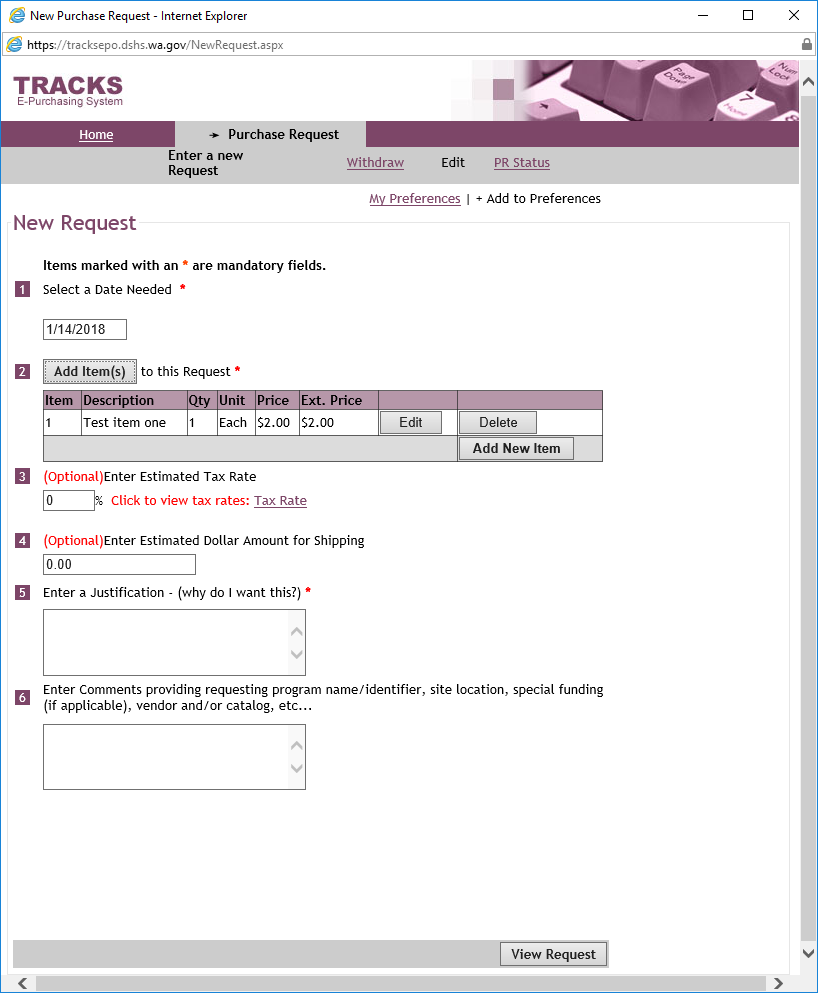 New Purchase Request - Internet Explorer
https://tracksepo.dshs.wa.gov/NewRequest.aspx
TRACKS
E-Purchasing System
Page Down
Num Lock
7
Home
Home
Purchase Request
Enter a new
Request
Withdraw
Edit
PR Status
My Preferences | + Add to Preferences
New Request
Items marked with an * are mandatory fields.
1 Select a Date Needed *
1/14/2018
2 Add Item(s) to this Request *
Item Description Qty Unit Price Ext. Price
1 Test item one 1 Each $2.00 $2.00 Edit Delete
Add New Item
3 (Optional)Enter Estimated Tax Rate
0 % Click to view tax rates: Tax Rate
4 (Optional)Enter Estimated Dollar Amount for Shipping
0.00
5 Enter a Justification - (why do I want this?) *
6 Enter Comments providing requesting program name/identifier, site location, special funding
(if applicable), vendor and/or catalog, etc...
View Request